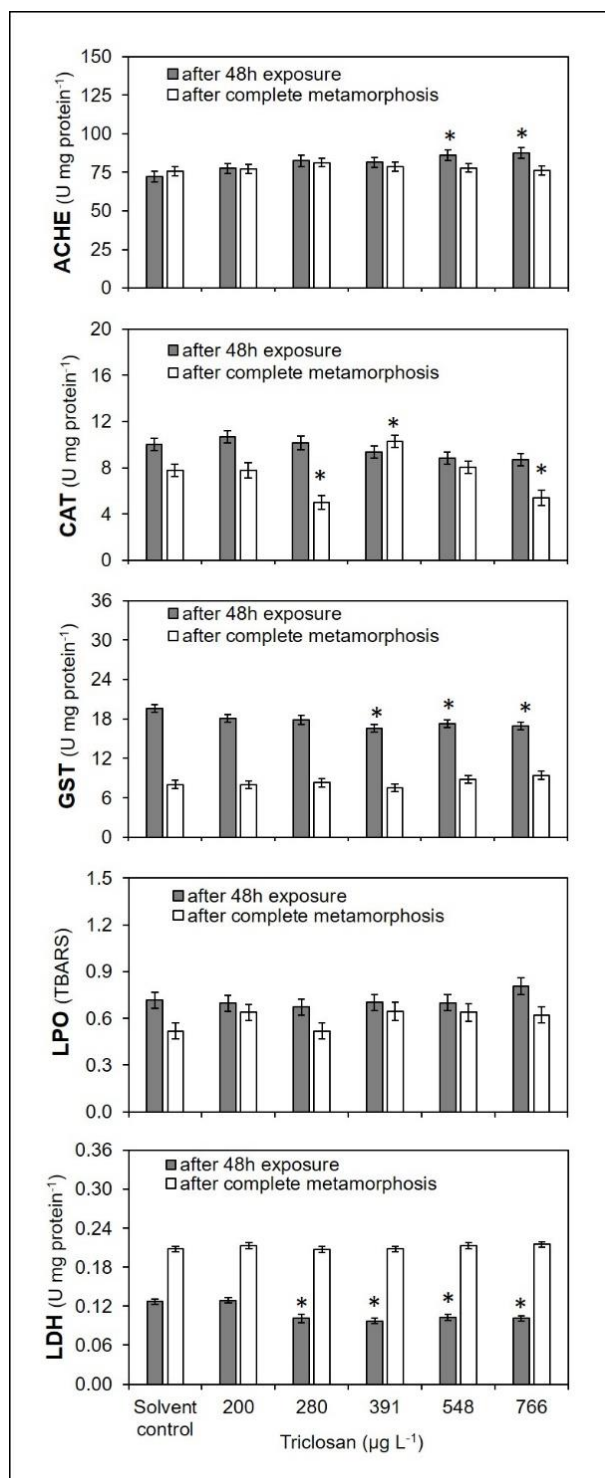 150
125
100
75
50
25
0
ACHE (U mg protein⁻¹)
after 48h exposure
after complete metamorphosis
* *
20
16
12
8
4
0
CAT (U mg protein⁻¹)
after 48h exposure
after complete metamorphosis
* * *
36
30
24
18
12
6
0
GST (U mg protein⁻¹)
after 48h exposure
after complete metamorphosis
* * *
1.5
1.2
0.9
0.6
0.3
0.0
LPO (TBARS)
after 48h exposure
after complete metamorphosis
0.36
0.30
0.24
0.18
0.12
0.06
0.00
LDH (U mg protein⁻¹)
after 48h exposure
after complete metamorphosis
* * * *
Solvent control 200 280 391 548 766
Triclosan (µg L⁻¹)